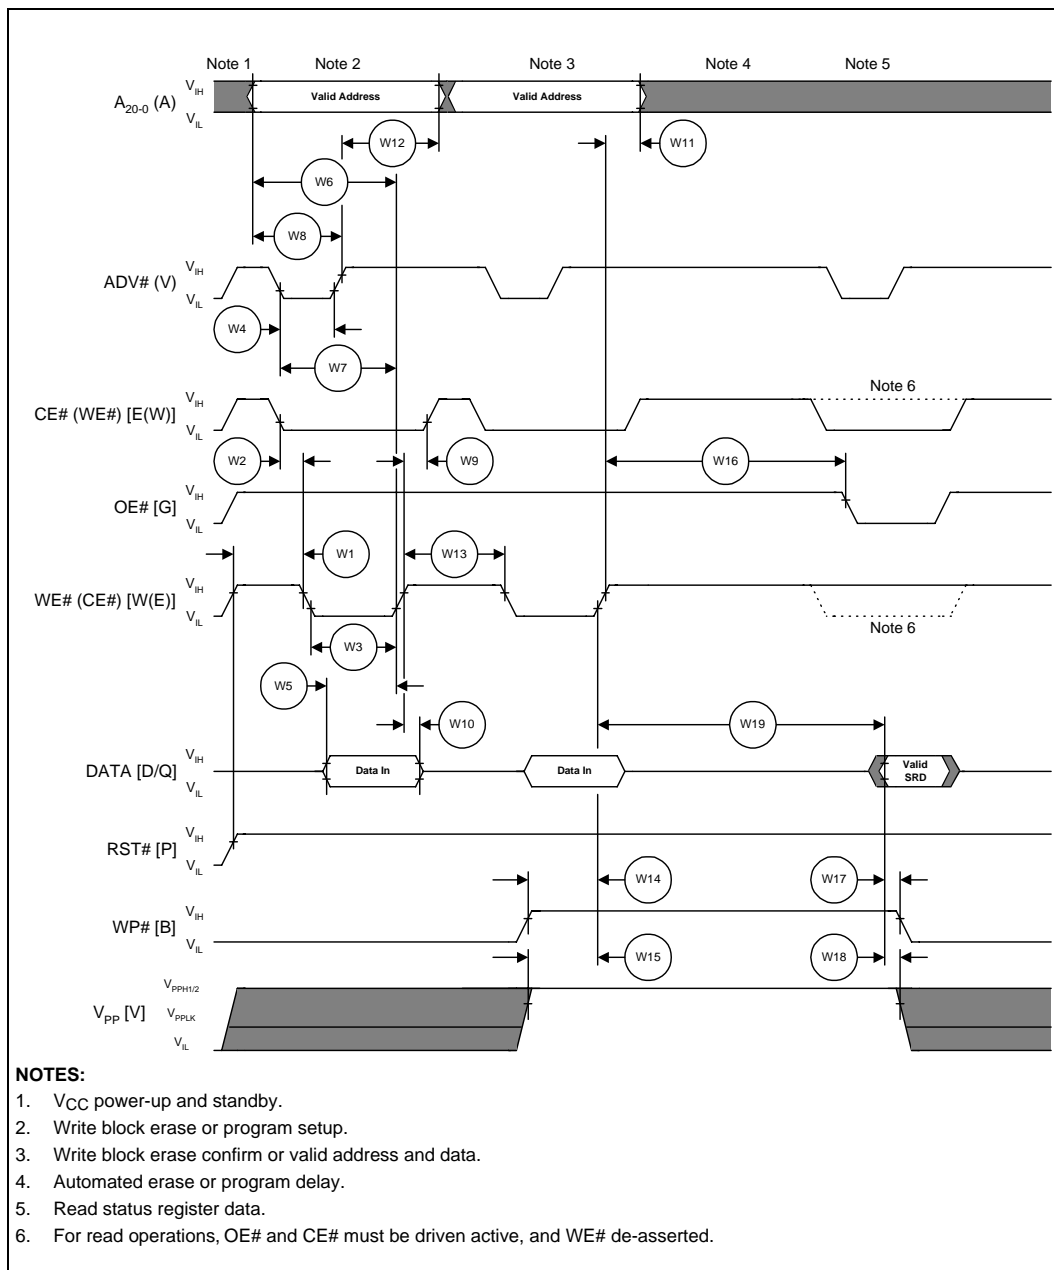 Note 1 Note 2 Note 3 Note 4 Note 5
A20-0 (A) VIH VIL Valid Address Valid Address
W12 W11
W6
W8
ADV# (V) VIH VIL
W4
W7
CE# (WE#) [E(W)] VIH VIL Note 6
W2 W9 W16
OE# [G] VIH VIL
W1 W13
WE# (CE#) [W(E)] VIH VIL Note 6
W3
W5
W10 W19
DATA [D/Q] VIH VIL Data In Data In Valid SRD
RST# [P] VIH VIL
W14 W17
WP# [B] VIH VIL
W15 W18
VPP [V] VPPH1/2 VPPLK VIL
NOTES:
1. VCC power-up and standby.
2. Write block erase or program setup.
3. Write block erase confirm or valid address and data.
4. Automated erase or program delay.
5. Read status register data.
6. For read operations, OE# and CE# must be driven active, and WE# de-asserted.